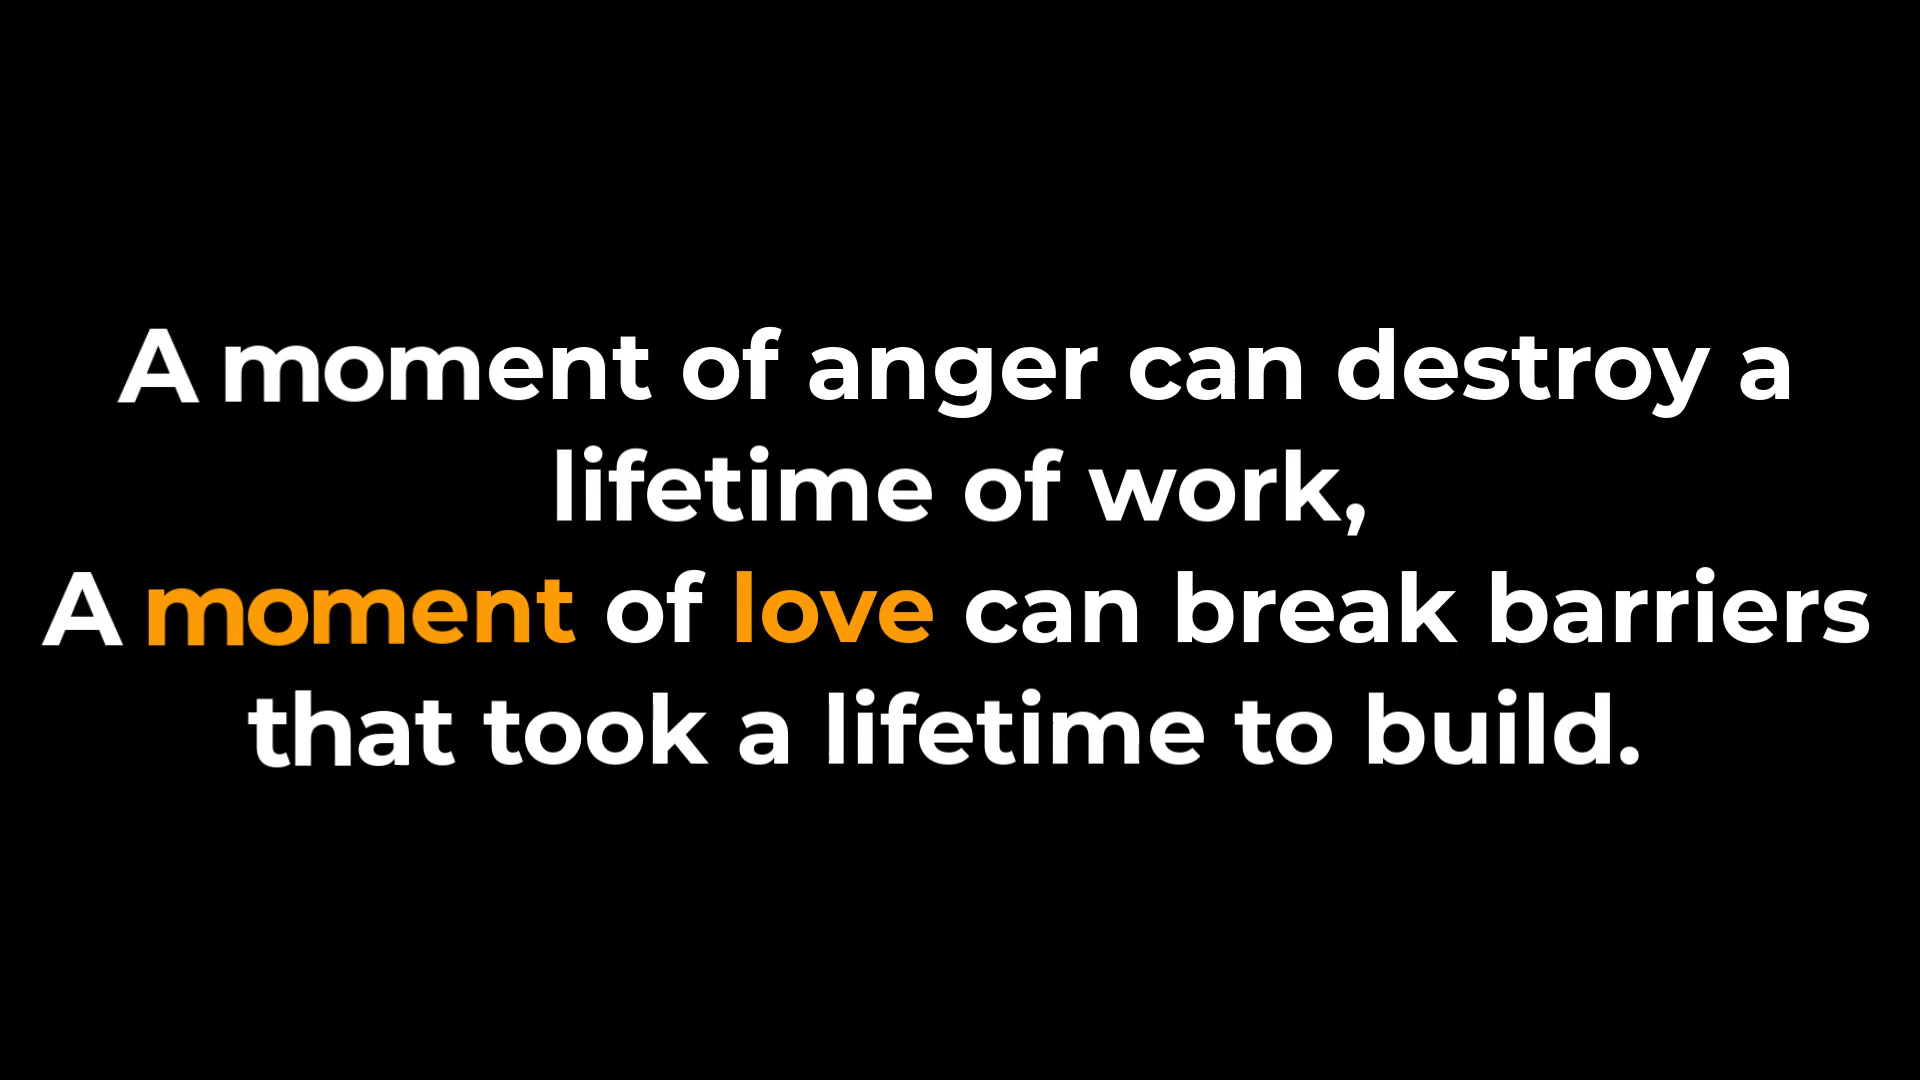 A moment of anger can destroy a
lifetime of work,
A moment of love can break barriers
that took a lifetime to build.